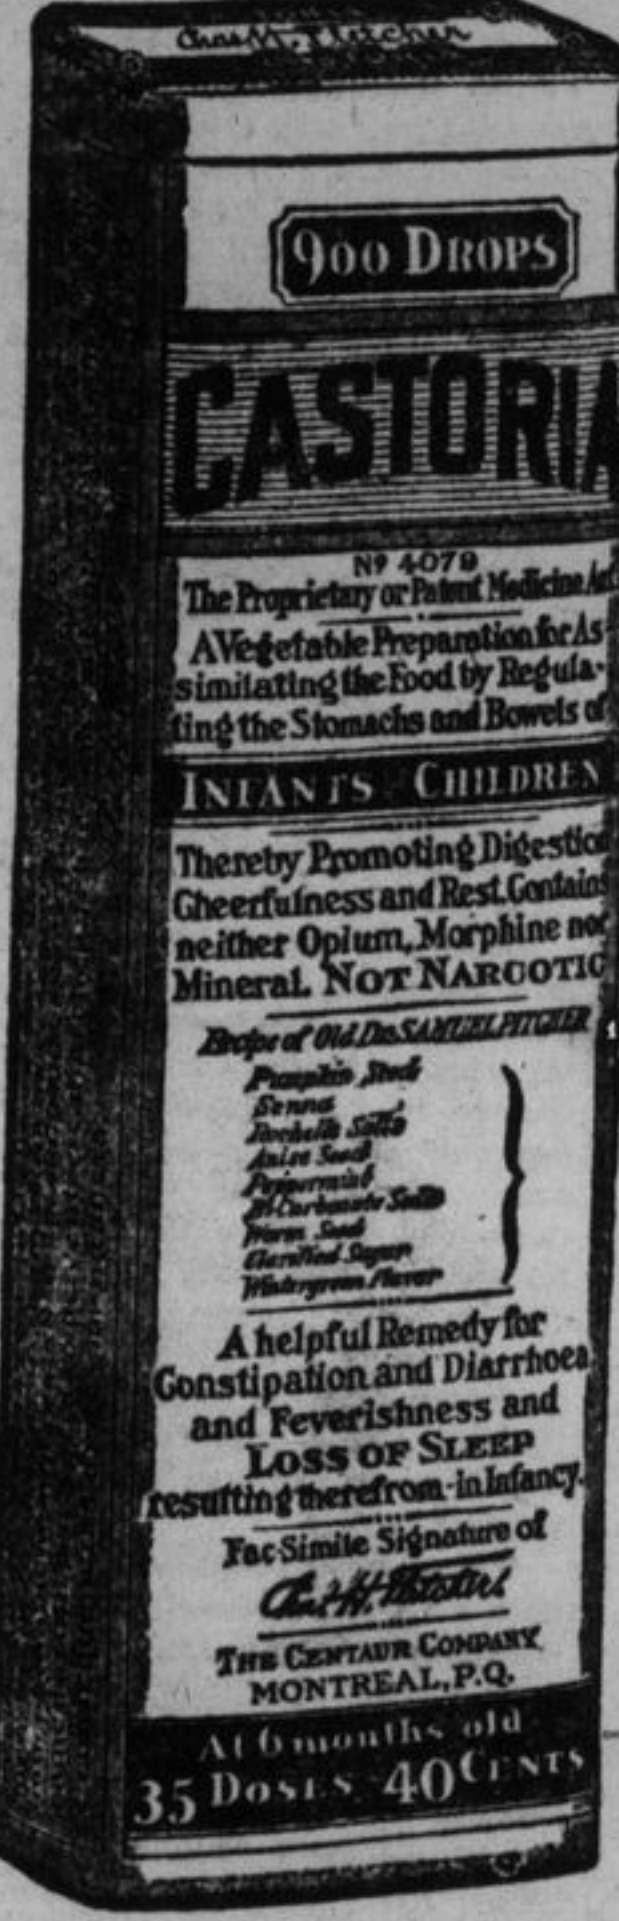 Chas H. Fletcher
900 DROPS
CASTORIA
Nº 4079
The Proprietary or Patent Medicine Act
A Vegetable Preparation for As-
similating the Food by Regula-
ting the Stomachs and Bowels of
INFANTS CHILDREN
Thereby Promoting Digestion
Cheerfulness and Rest. Contains
neither Opium, Morphine nor
Mineral. NOT NARCOTIC
Recipe of Old Dr. SAMUEL PITCHER
Pumpkin Seed
Senna
Rochelle Salts
Anise Seed
Peppermint
Bi-Carbonate Soda
Worm Seed
Clarified Sugar
Wintergreen Flavor
A helpful Remedy for
Constipation and Diarrhoea
and Feverishness and
LOSS OF SLEEP
resulting therefrom-in Infancy.
Fac-Simile Signature of
Chas. H. Fletcher.
THE CENTAUR COMPANY
MONTREAL, P.Q.
At 6 months old
35 DOSES 40 CENTS